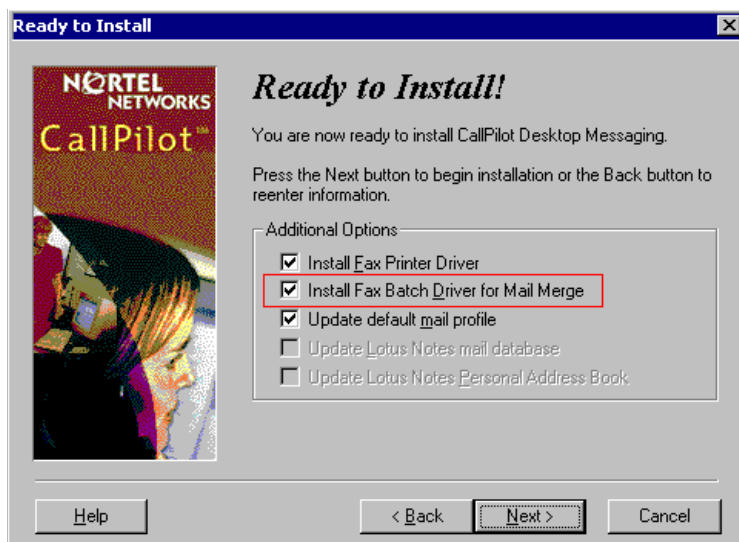 Ready to Install
NORTEL
NETWORKS
CallPilot™
Ready to Install!
You are now ready to install CallPilot Desktop Messaging.
Press the Next button to begin installation or the Back button to
reenter information.
Additional Options
Install Fax Printer Driver
Install Fax Batch Driver for Mail Merge
Update default mail profile
Update Lotus Notes mail database
Update Lotus Notes Personal Address Book
Help
< Back
Next >
Cancel